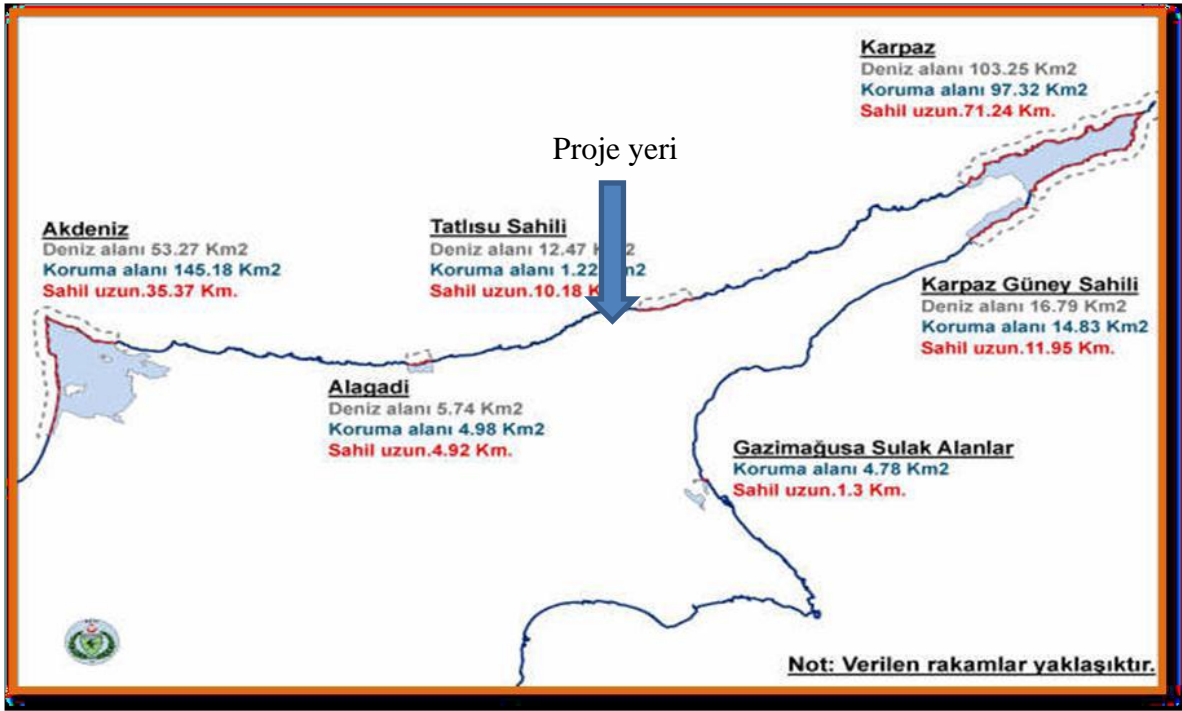 Karpaz
Deniz alanı 103.25 Km2
Koruma alanı 97.32 Km2
Sahil uzun.71.24 Km.
Proje yeri
Akdeniz
Deniz alanı 53.27 Km2
Koruma alanı 145.18 Km2
Sahil uzun.35.37 Km.
Tatlısu Sahili
Deniz alanı 12.47 Km2
Koruma alanı 1.22 Km2
Sahil uzun.10.18 K
Karpaz Güney Sahili
Deniz alanı 16.79 Km2
Koruma alanı 14.83 Km2
Sahil uzun.11.95 Km.
Alagadi
Deniz alanı 5.74 Km2
Koruma alanı 4.98 Km2
Sahil uzun.4.92 Km.
Gazimağusa Sulak Alanlar
Koruma alanı 4.78 Km2
Sahil uzun.1.3 Km.
Not: Verilen rakamlar yaklaşıktır.